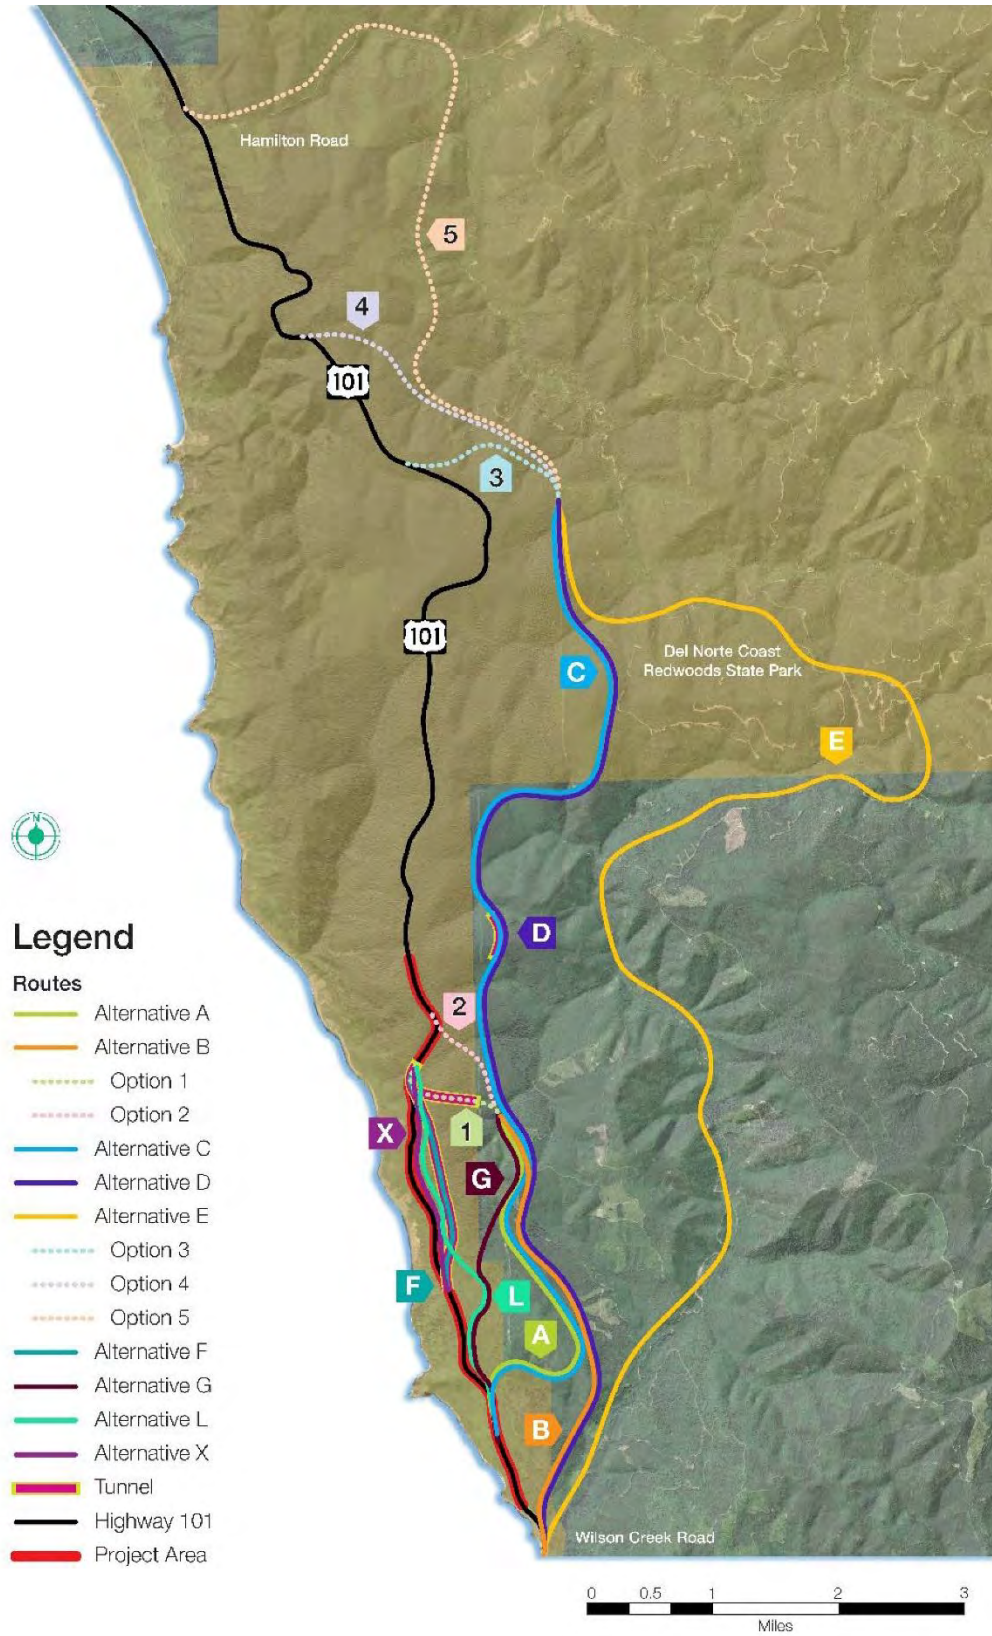 Hamilton Road
5
4
101
3
101
Del Norte Coast
Redwoods State Park
C
E
N
D
2
X
1
G
F
L
A
B
Wilson Creek Road
Legend
Routes
Alternative A
Alternative B
Option 1
Option 2
Alternative C
Alternative D
Alternative E
Option 3
Option 4
Option 5
Alternative F
Alternative G
Alternative L
Alternative X
Tunnel
Highway 101
Project Area
0 0.5 1 2 3
Miles